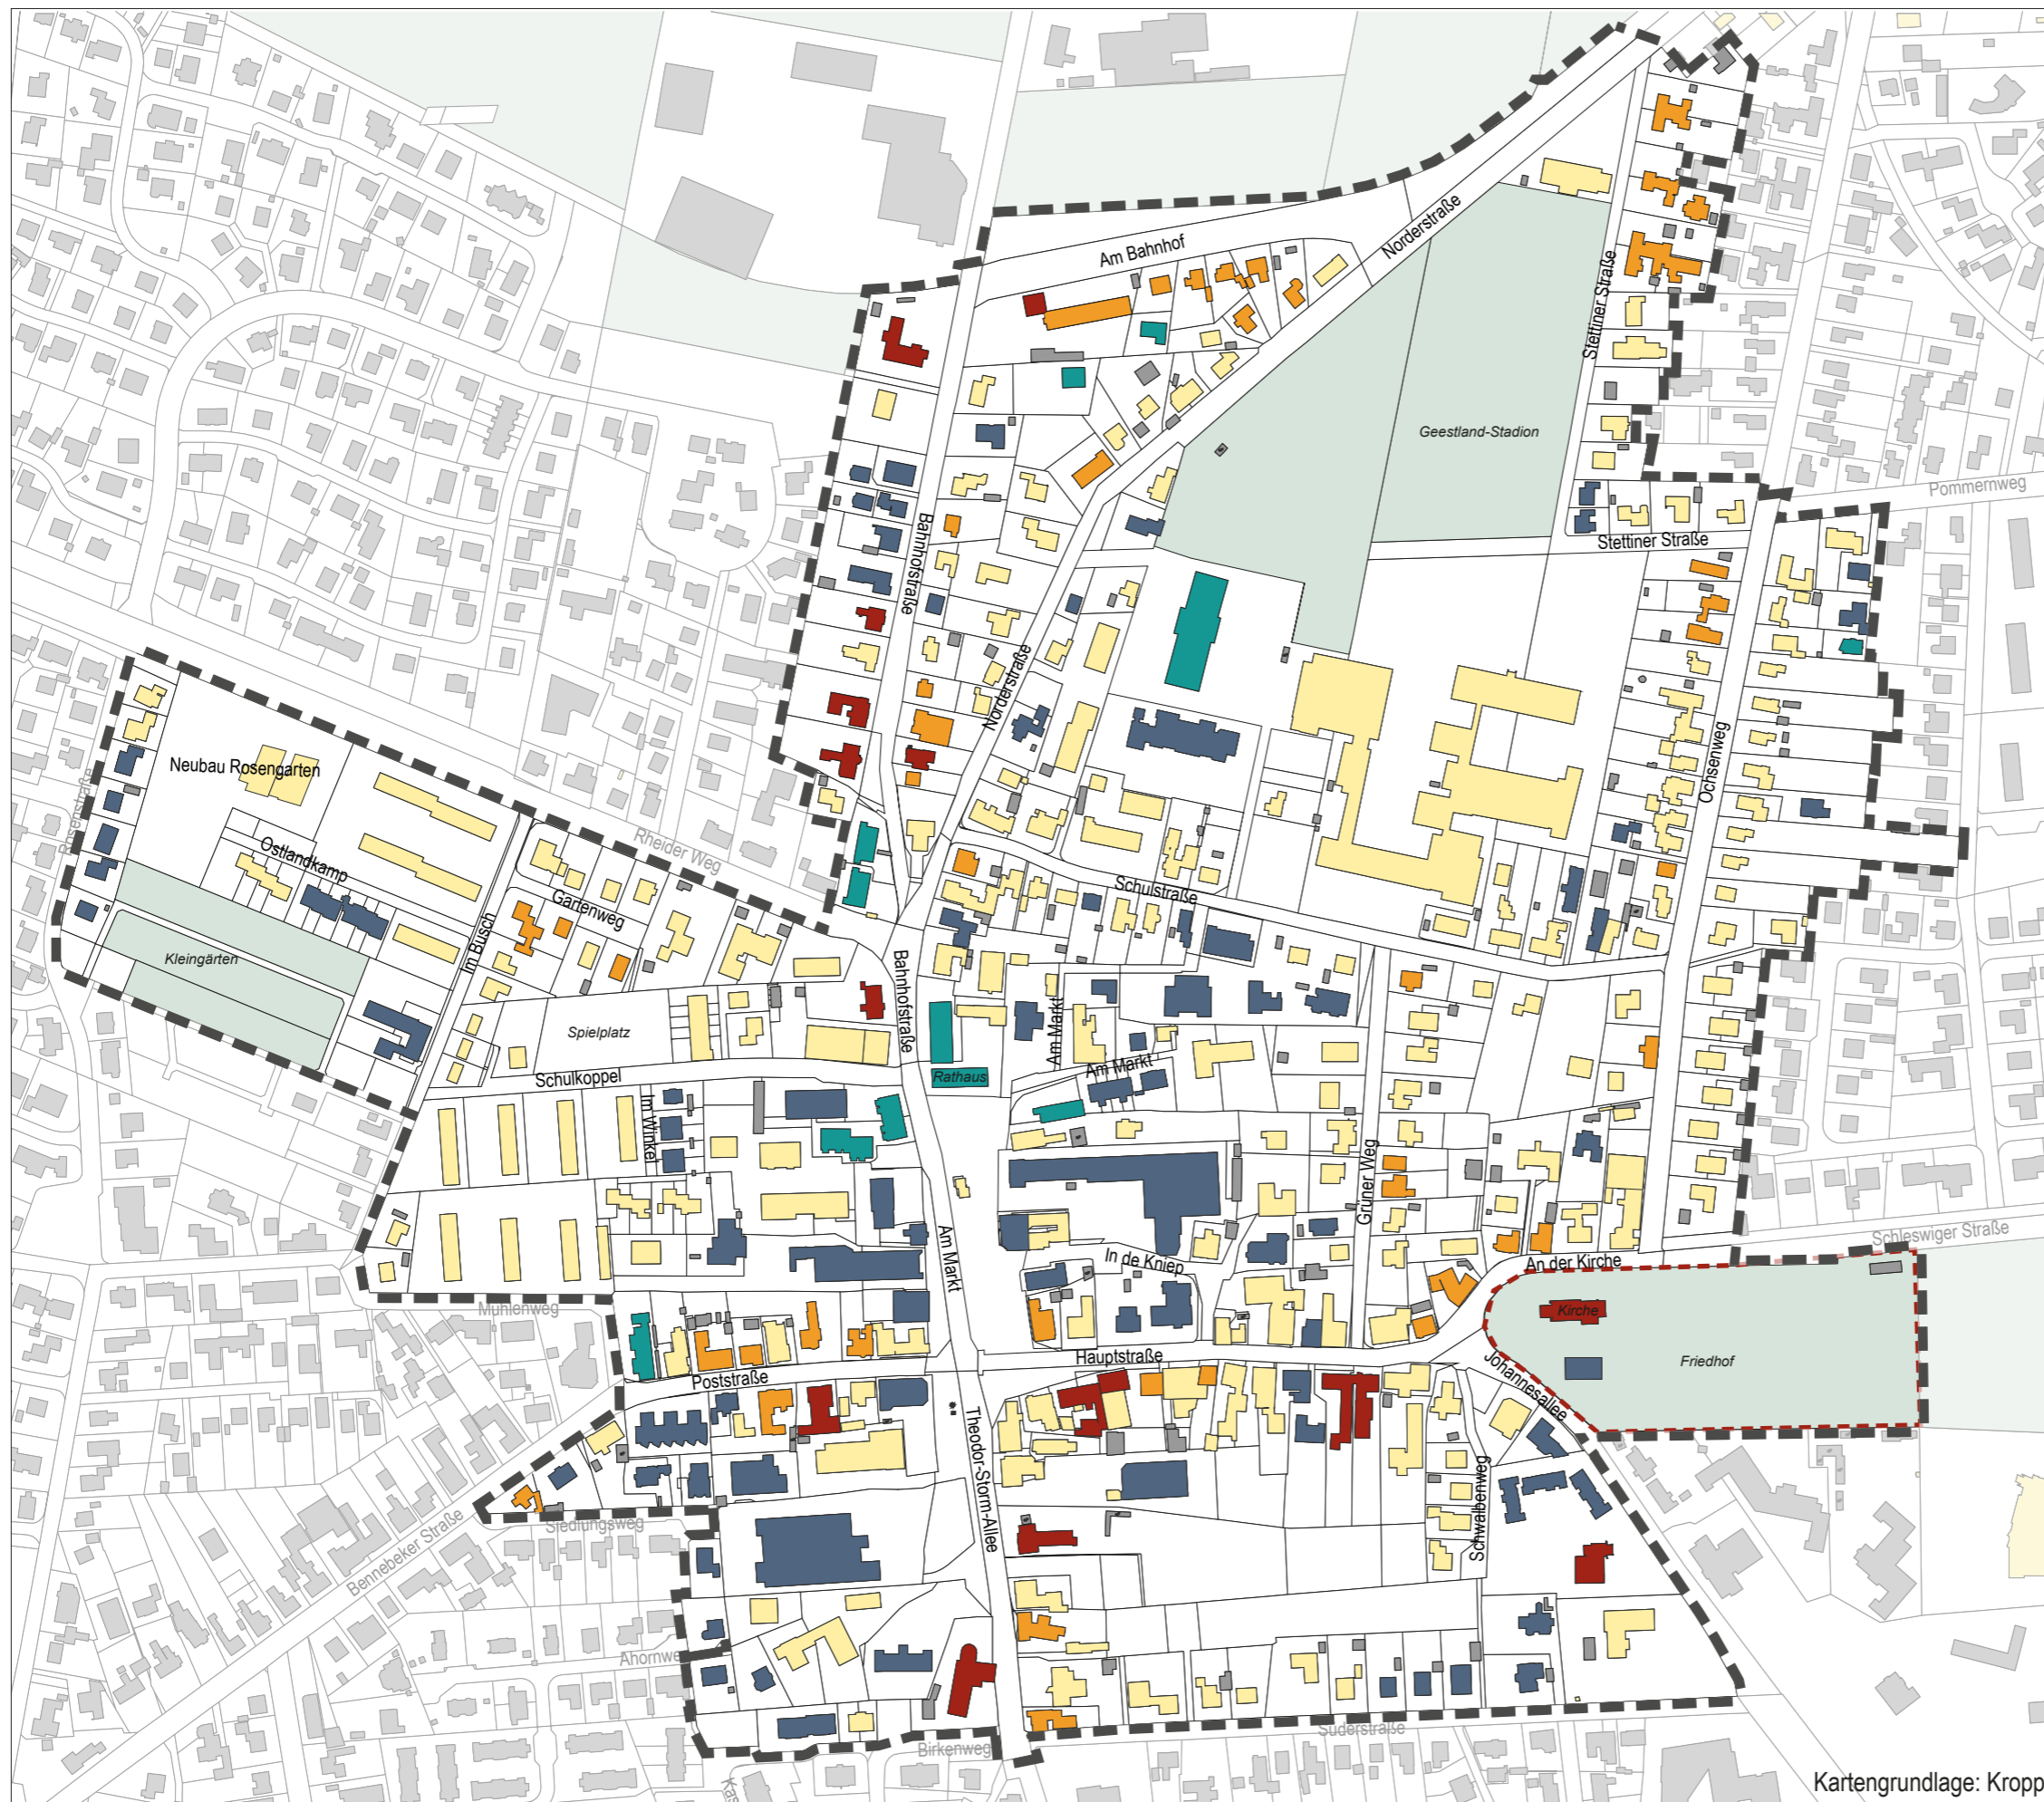 Am Bahnhof
Norderstraße
Stettiner Straße
Geestland-Stadion
Pommernweg
Bahnhofstraße
Stettiner Straße
Norderstraße
Ochsenweg
Neubau Rosengarten
Rosenstraße
Rheider Weg
Ostlandkamp
Gartenweg
Schulstraße
Im Busch
Kleingärten
Bahnhofstraße
Spielplatz
Am Markt
Rathaus
Am Markt
Schulkoppel
Im Winkel
Grüner Weg
Schleswiger Straße
Am Markt
In de Kniep
An der Kirche
Mühlenweg
Kirche
Friedhof
Hauptstraße
Poststraße
Johannesallee
Theodor-Storm-Allee
Schwalbenweg
Siedlungsweg
Bennebeker Straße
Ahornwe
Süderstraße
Birkenweg
Kas
Kartengrundlage: Kropp